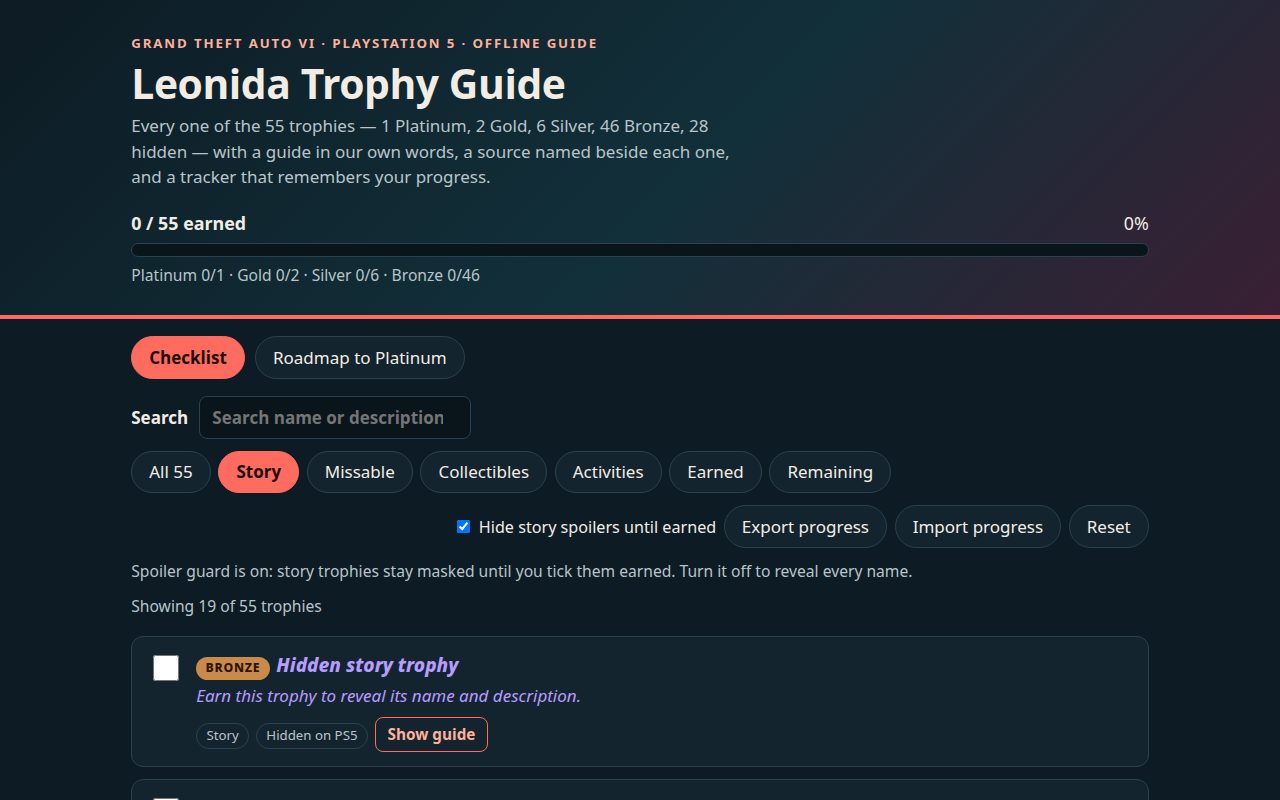 GRAND THEFT AUTO VI · PLAYSTATION 5 · OFFLINE GUIDE
Leonida Trophy Guide
Every one of the 55 trophies — 1 Platinum, 2 Gold, 6 Silver, 46 Bronze, 28
hidden — with a guide in our own words, a source named beside each one,
and a tracker that remembers your progress.
0 / 55 earned 0%
Platinum 0/1 · Gold 0/2 · Silver 0/6 · Bronze 0/46
Checklist Roadmap to Platinum
Search Search name or description
All 55 Story Missable Collectibles Activities Earned Remaining
Hide story spoilers until earned Export progress Import progress Reset
Spoiler guard is on: story trophies stay masked until you tick them earned. Turn it off to reveal every name.
Showing 19 of 55 trophies
BRONZE Hidden story trophy
Earn this trophy to reveal its name and description.
Story Hidden on PS5 Show guide